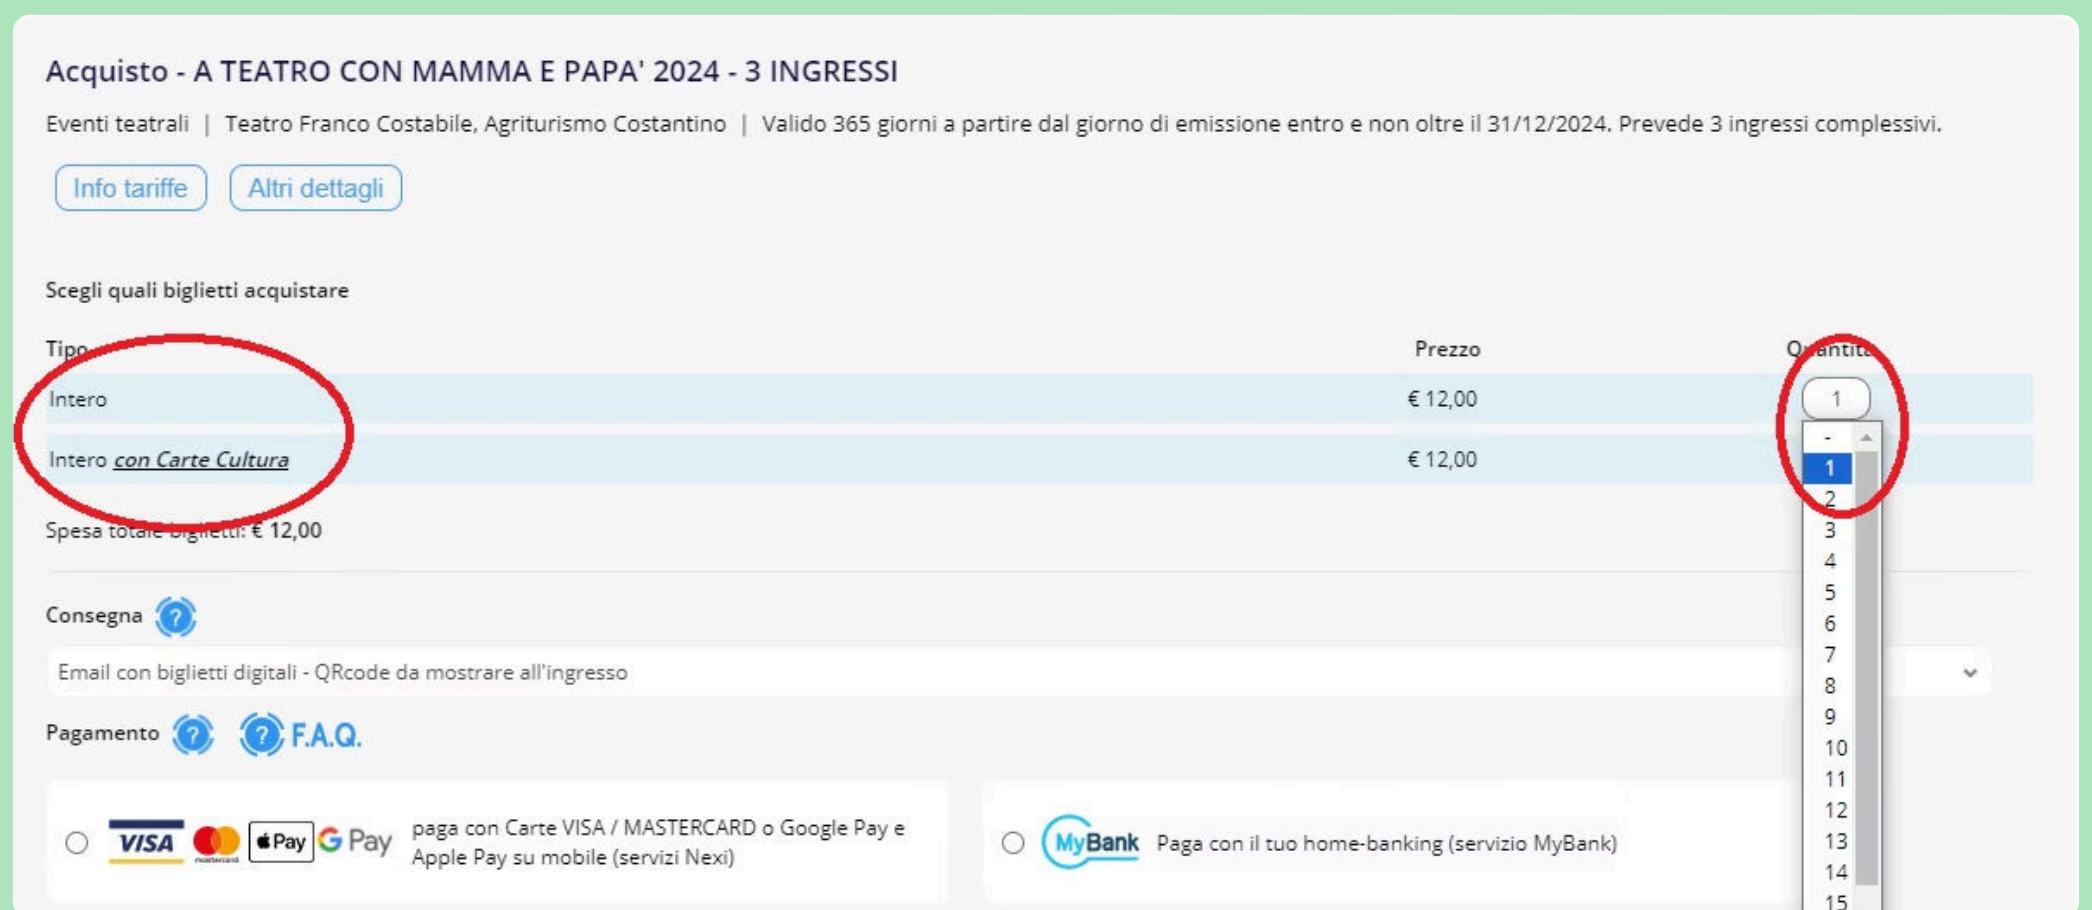 Acquisto - A TEATRO CON MAMMA E PAPA' 2024 - 3 INGRESSI
Eventi teatrali | Teatro Franco Costabile, Agriturismo Costantino | Valido 365 giorni a partire dal giorno di emissione entro e non oltre il 31/12/2024. Prevede 3 ingressi complessivi.
Info tariffe Altri dettagli
Scegli quali biglietti acquistare
Tipo Prezzo Quantità
Intero € 12,00 1
-
Intero con Carte Cultura € 12,00
1
2
Spesa totale biglietti: € 12,00
3
4
5
Consegna ?
6
7
Email con biglietti digitali - QRcode da mostrare all'ingresso
8
9
Pagamento ? ? F.A.Q.
10
11
12
VISA mastercard Pay G Pay paga con Carte VISA / MASTERCARD o Google Pay e
Apple Pay su mobile (servizi Nexi)
MyBank Paga con il tuo home-banking (servizio MyBank)
13
14
15